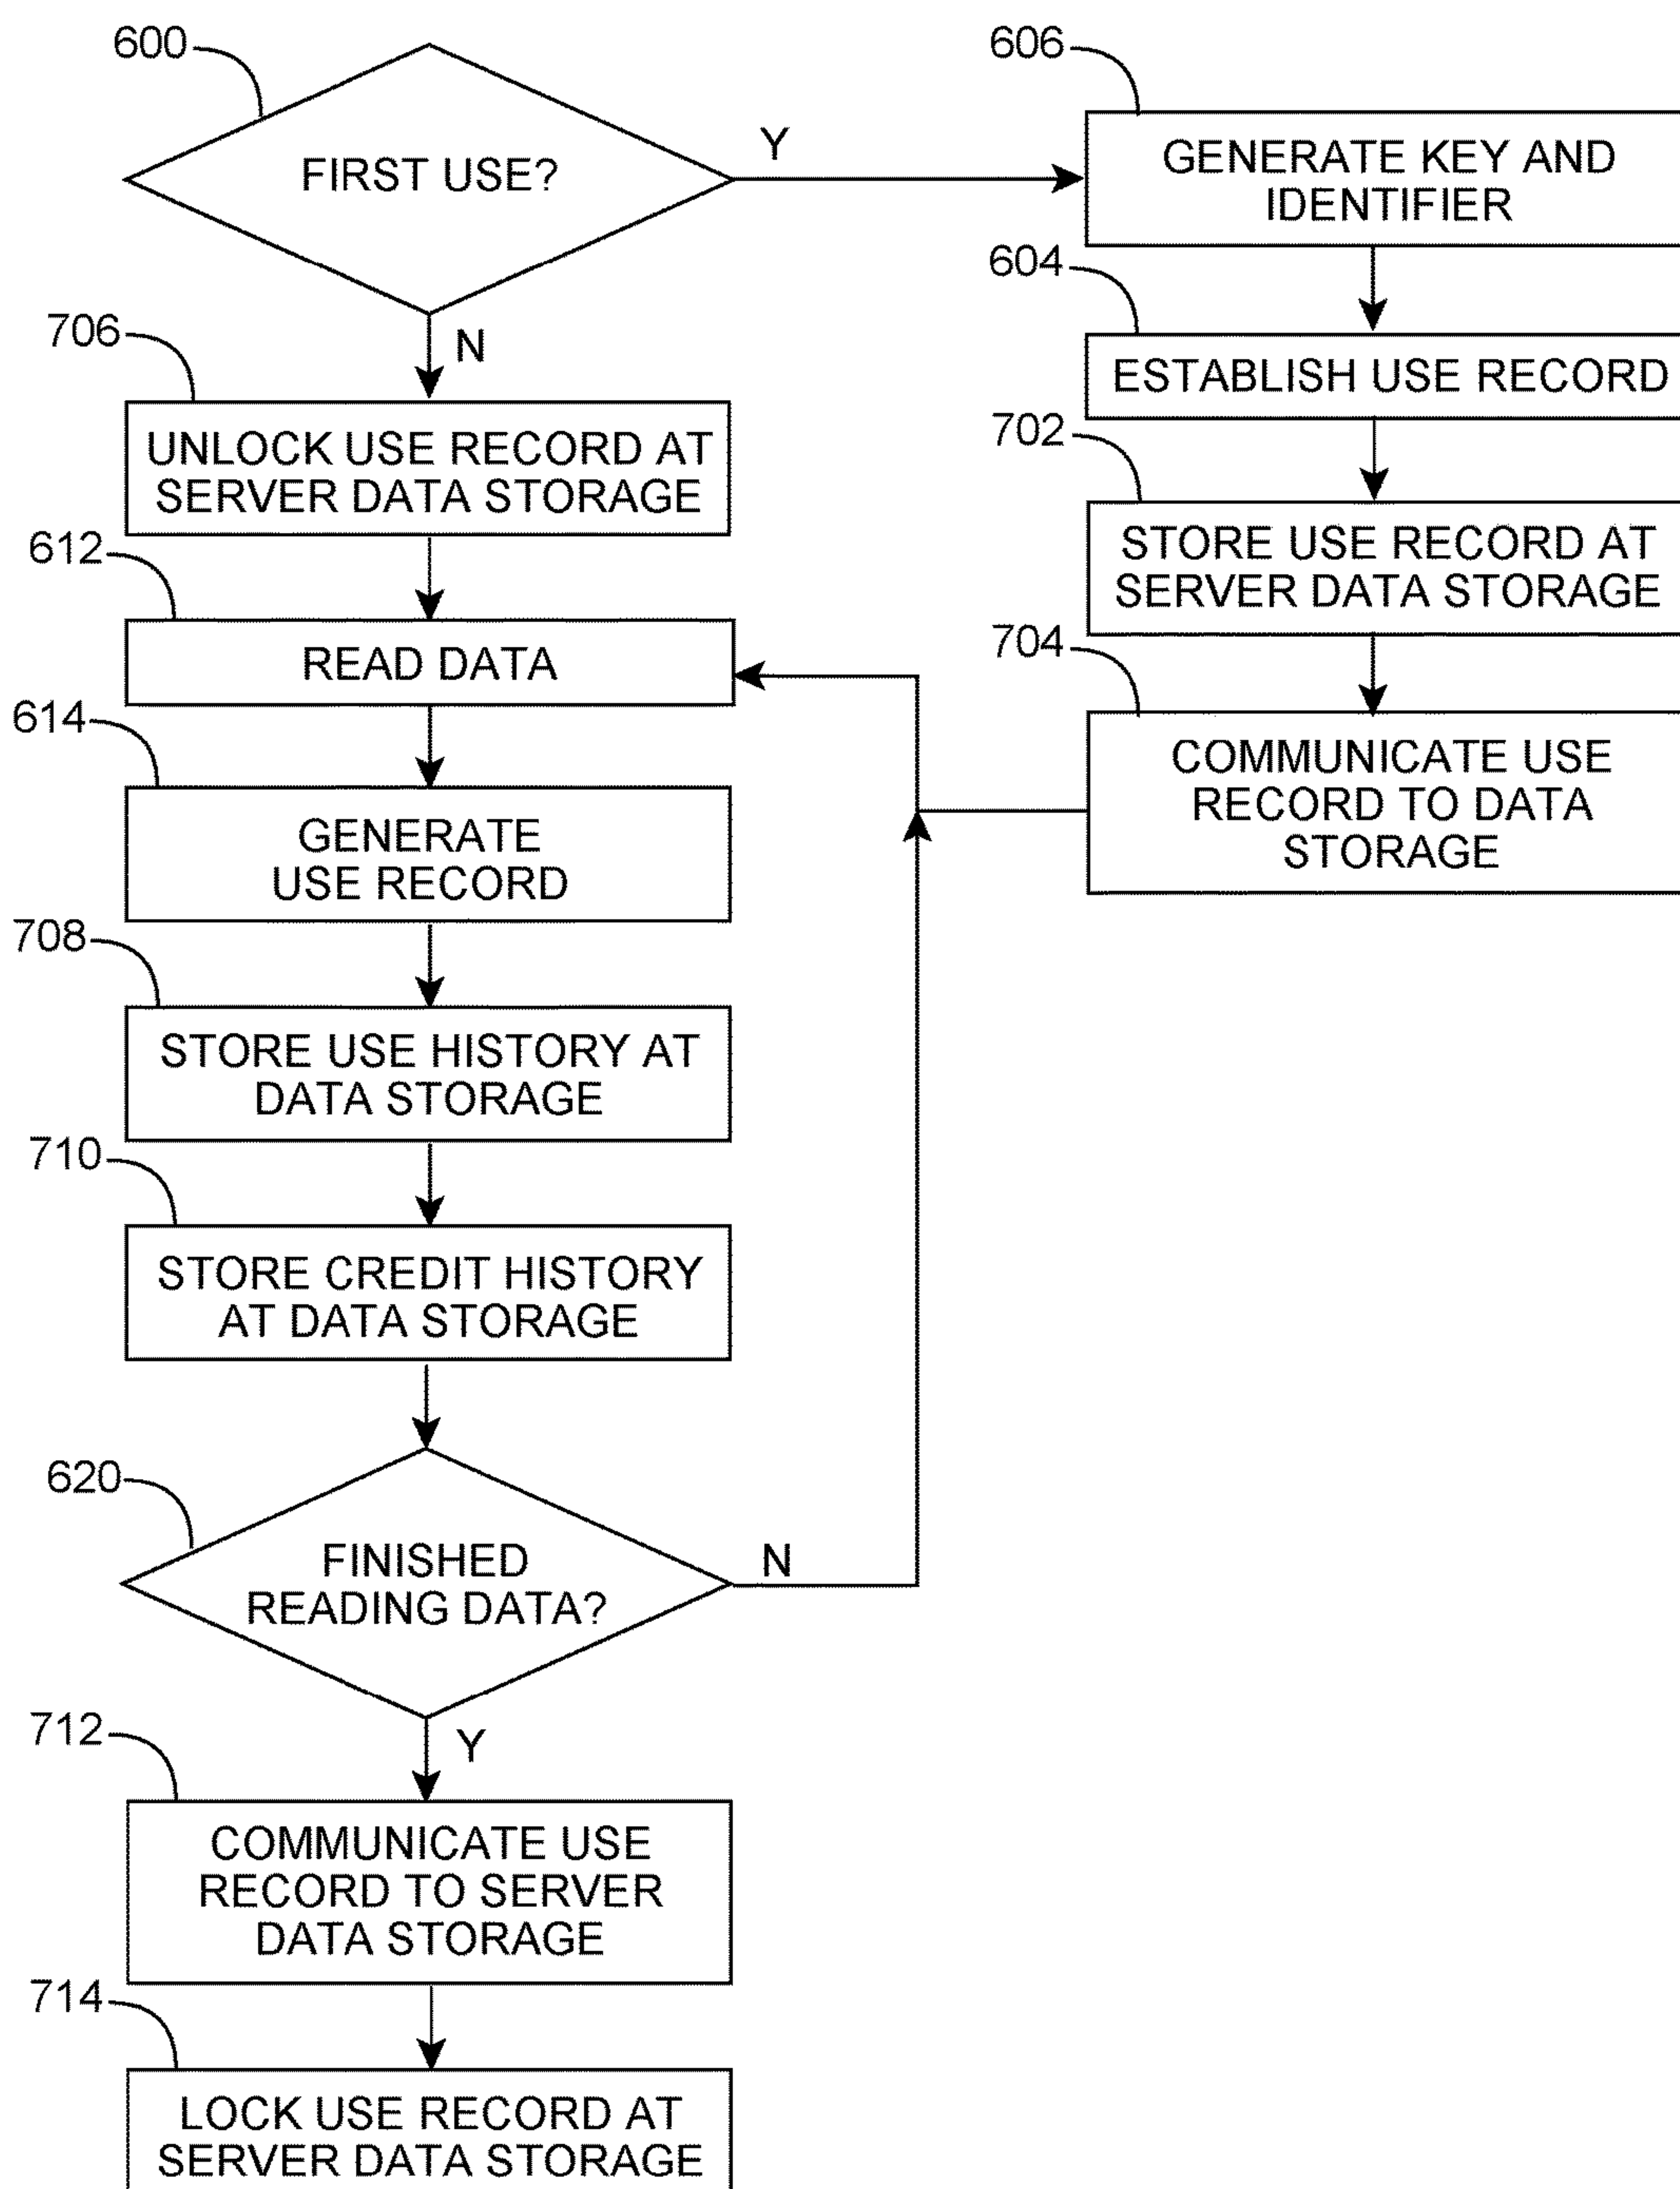 600
FIRST USE?
Y
N
606
GENERATE KEY AND
IDENTIFIER
604
ESTABLISH USE RECORD
702
STORE USE RECORD AT
SERVER DATA STORAGE
704
COMMUNICATE USE
RECORD TO DATA
STORAGE
706
UNLOCK USE RECORD AT
SERVER DATA STORAGE
612
READ DATA
614
GENERATE
USE RECORD
708
STORE USE HISTORY AT
DATA STORAGE
710
STORE CREDIT HISTORY
AT DATA STORAGE
620
FINISHED
READING DATA?
N
Y
712
COMMUNICATE USE
RECORD TO SERVER
DATA STORAGE
714
LOCK USE RECORD AT
SERVER DATA STORAGE